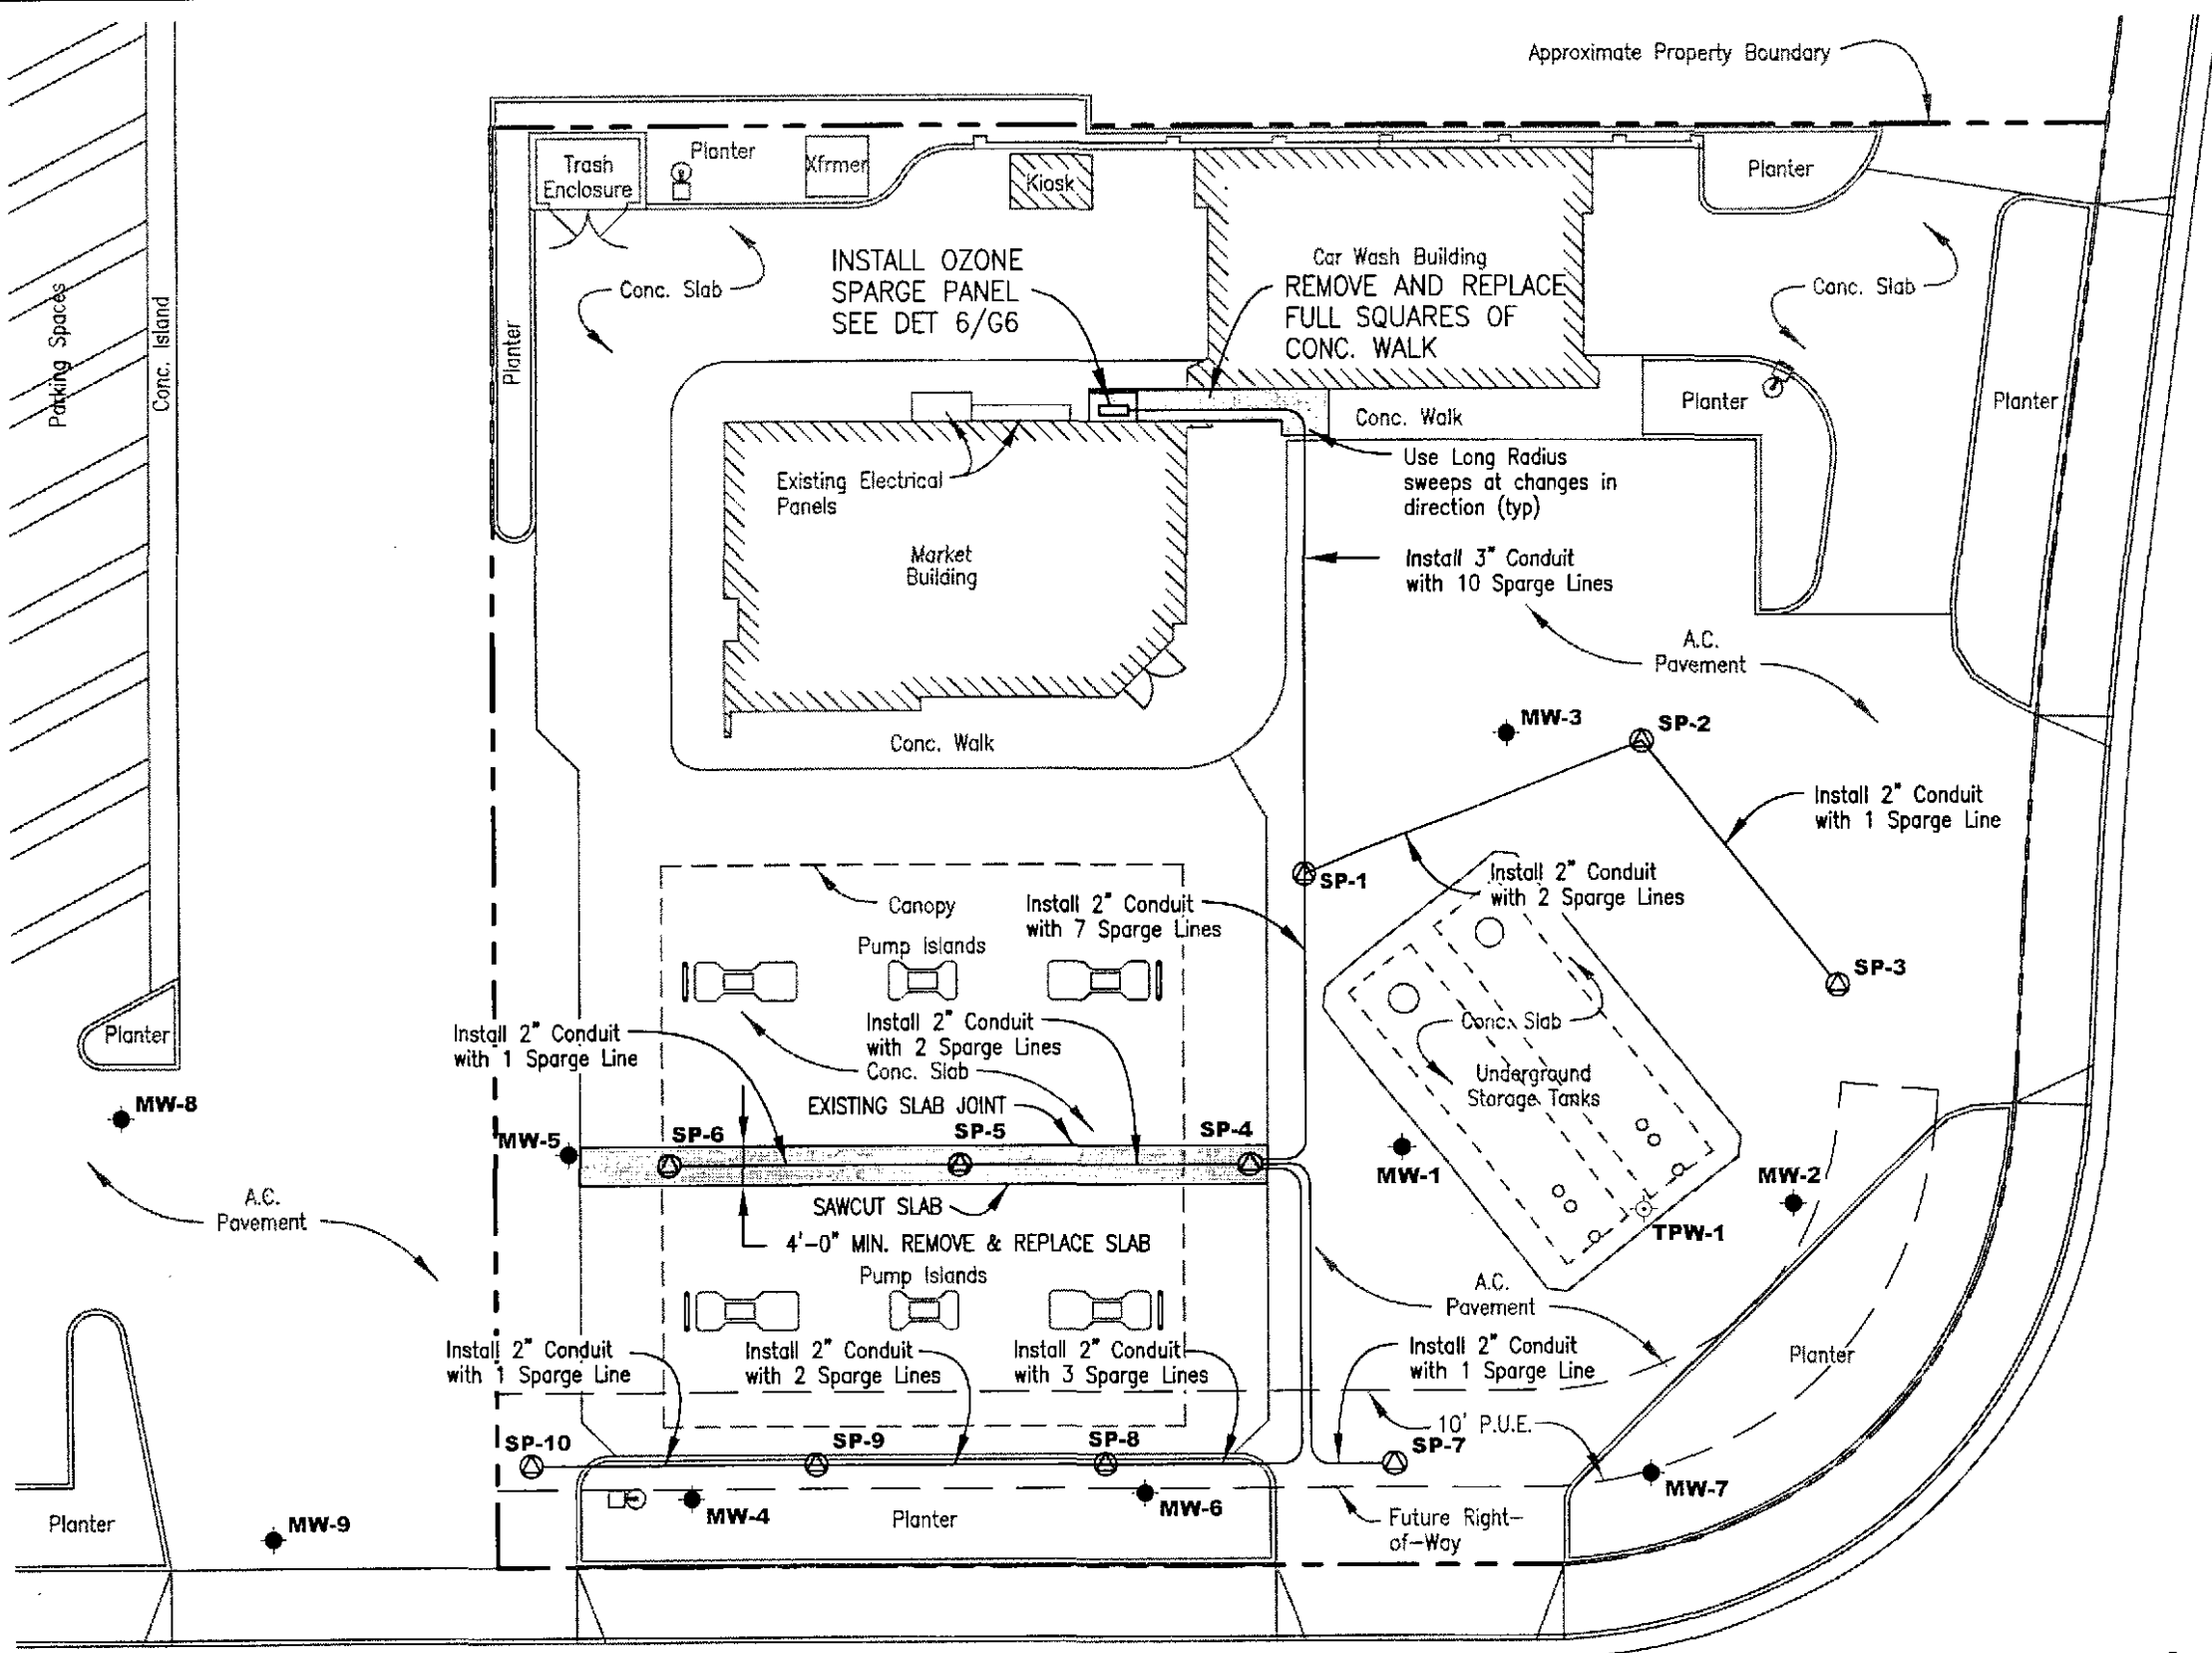 Approximate Property Boundary
Trash
Enclosure
Planter
Xfrmer
Kiosk
Planter
Parking Spaces
Conc. Island
Planter
Conc. Slab
INSTALL OZONE
SPARGE PANEL
SEE DET 6/G6
Car Wash Building
REMOVE AND REPLACE
FULL SQUARES OF
CONC. WALK
Conc. Slab
Planter
Conc. Walk
Planter
Existing Electrical
Panels
Use Long Radius
sweeps at changes in
direction (typ)
Market
Building
Install 3" Conduit
with 10 Sparge Lines
A.C.
Pavement
Conc. Walk
MW-3
SP-2
Install 2" Conduit
with 1 Sparge Line
SP-1
Install 2" Conduit
with 2 Sparge Lines
Canopy
Install 2" Conduit
with 7 Sparge Lines
Pump Islands
SP-3
Planter
Install 2" Conduit
with 1 Sparge Line
Install 2" Conduit
with 2 Sparge Lines
Conc. Slab
Conc. Slab
Underground
Storage Tanks
MW-8
EXISTING SLAB JOINT
MW-5
SP-6
SP-5
SP-4
MW-1
MW-2
A.C.
Pavement
SAWCUT SLAB
TPW-1
4'-0" MIN. REMOVE & REPLACE SLAB
Pump Islands
A.C.
Pavement
Install 2" Conduit
with 1 Sparge Line
Install 2" Conduit
with 2 Sparge Lines
Install 2" Conduit
with 3 Sparge Lines
Install 2" Conduit
with 1 Sparge Line
Planter
10' P.U.E.
SP-10
SP-9
SP-8
SP-7
MW-7
Planter
MW-9
MW-4
Planter
MW-6
Future Right-
of-Way